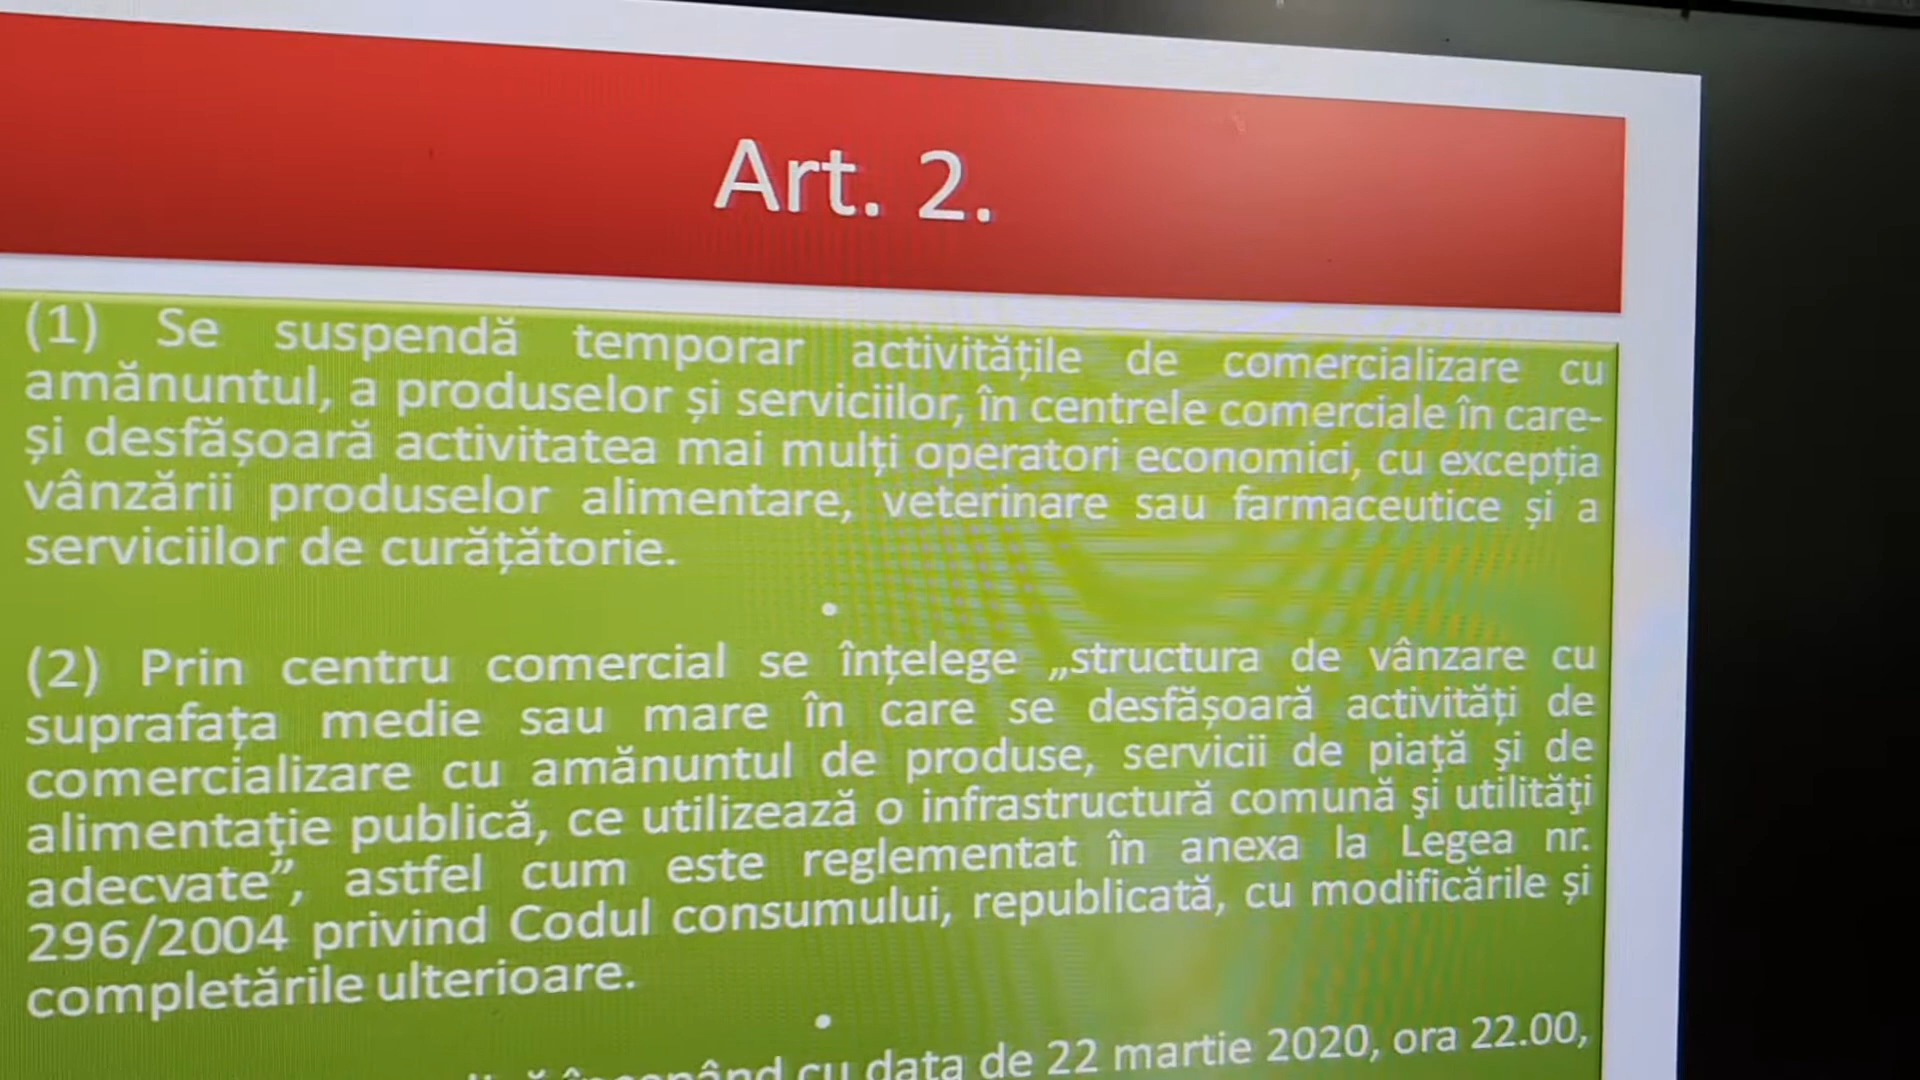 Art. 2.
(1) Se suspendă temporar activitățile de comercializare cu
amănuntul, a produselor și serviciilor, în centrele comerciale în care-
și desfășoară activitatea mai mulți operatori economici, cu excepția
vânzării produselor alimentare, veterinare sau farmaceutice și a
serviciilor de curățătorie.
(2) Prin centru comercial se înțelege „structura de vânzare cu
suprafața medie sau mare în care se desfășoară activități de
comercializare cu amănuntul de produse, servicii de piaţă şi de
alimentaţie publică, ce utilizează o infrastructură comună şi utilităţi
adecvate”, astfel cum este reglementat în anexa la Legea nr.
296/2004 privind Codul consumului, republicată, cu modificările și
completările ulterioare.
începând cu data de 22 martie 2020, ora 22.00,